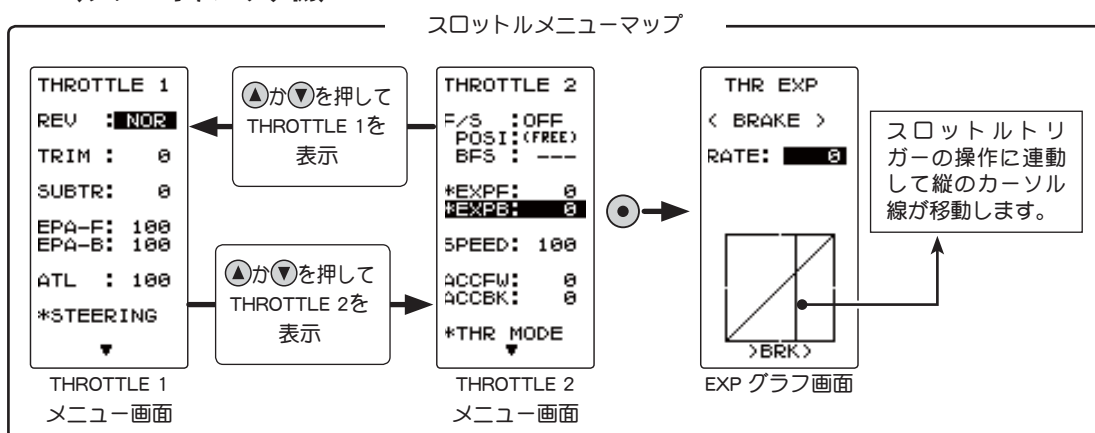 スロットルメニューマップ
THROTTLE 1
REV : NOR
TRIM : 0
SUBTR: 0
EPA-F: 100
EPA-B: 100
ATL : 100
*STEERING
▼
THROTTLE 1
メニュー画面
▲か▼を押して
THROTTLE 1を
表示
▲か▼を押して
THROTTLE 2を
表示
THROTTLE 2
F/S :OFF
POSI:(FREE)
BFS : ---
*EXPF: 0
*EXPB: 0
SPEED: 100
ACCFW: 0
ACCBK: 0
*THR MODE
▼
THROTTLE 2
メニュー画面
THR EXP
< BRAKE >
RATE: 0
>BRK>
EXP グラフ画面
スロットルトリ
ガーの操作に連動
して縦のカーソル
線が移動します。